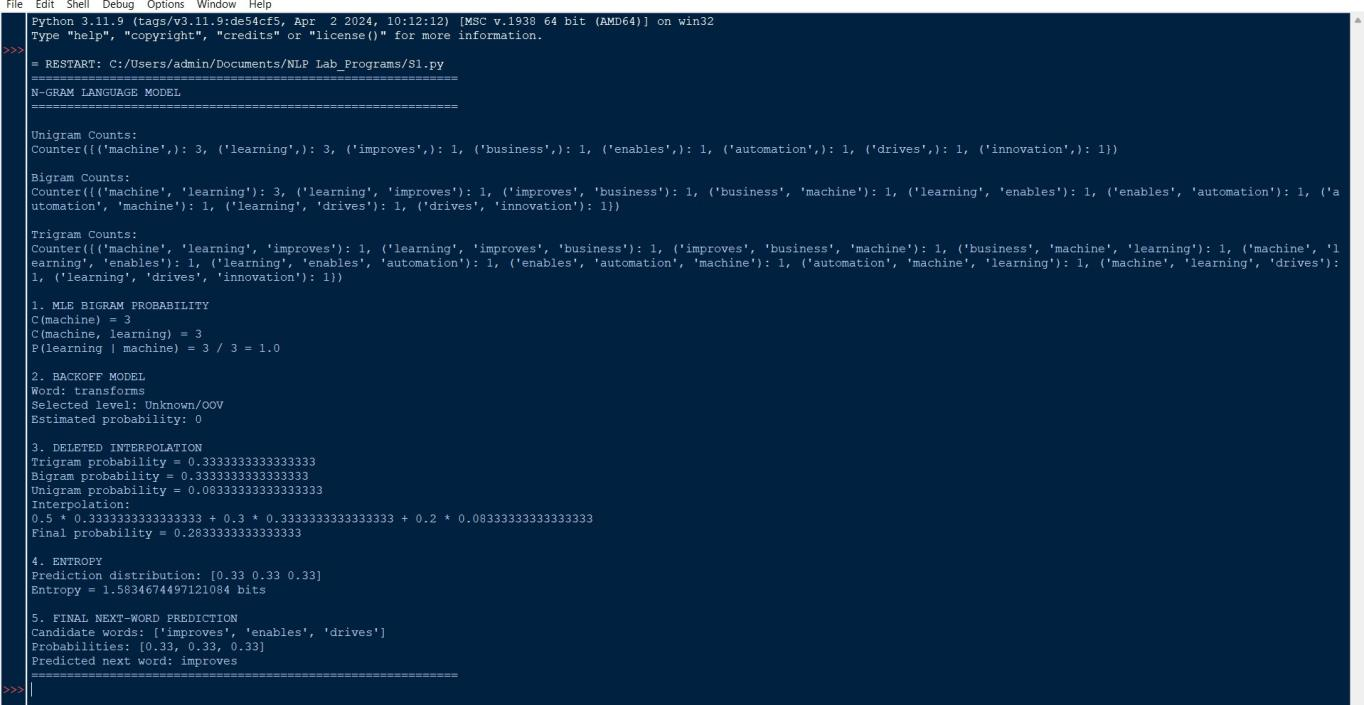 File Edit Shell Debug Options Window Help
Python 3.11.9 (tags/v3.11.9:de54cf5, Apr  2 2024, 10:12:12) [MSC v.1938 64 bit (AMD64)] on win32
Type "help", "copyright", "credits" or "license()" for more information.
>>>
= RESTART: C:/Users/admin/Documents/NLP Lab_Programs/S1.py
============================================================
N-GRAM LANGUAGE MODEL
============================================================
Unigram Counts:
Counter({('machine',): 3, ('learning',): 3, ('improves',): 1, ('business',): 1, ('enables',): 1, ('automation',): 1, ('drives',): 1, ('innovation',): 1})
Bigram Counts:
Counter({('machine', 'learning'): 3, ('learning', 'improves'): 1, ('improves', 'business'): 1, ('business', 'machine'): 1, ('learning', 'enables'): 1, ('enables', 'automation'): 1, ('a
utomation', 'machine'): 1, ('learning', 'drives'): 1, ('drives', 'innovation'): 1})
Trigram Counts:
Counter({('machine', 'learning', 'improves'): 1, ('learning', 'improves', 'business'): 1, ('improves', 'business', 'machine'): 1, ('business', 'machine', 'learning'): 1, ('machine', 'l
earning', 'enables'): 1, ('learning', 'enables', 'automation'): 1, ('enables', 'automation', 'machine'): 1, ('automation', 'machine', 'learning'): 1, ('machine', 'learning', 'drives'):
1, ('learning', 'drives', 'innovation'): 1})
1. MLE BIGRAM PROBABILITY
C(machine) = 3
C(machine, learning) = 3
P(learning | machine) = 3 / 3 = 1.0
2. BACKOFF MODEL
Word: transforms
Selected level: Unknown/OOV
Estimated probability: 0
3. DELETED INTERPOLATION
Trigram probability = 0.3333333333333333
Bigram probability = 0.3333333333333333
Unigram probability = 0.08333333333333333
Interpolation:
0.5 * 0.3333333333333333 + 0.3 * 0.3333333333333333 + 0.2 * 0.08333333333333333
Final probability = 0.2833333333333333
4. ENTROPY
Prediction distribution: [0.33 0.33 0.33]
Entropy = 1.5834674497121084 bits
5. FINAL NEXT-WORD PREDICTION
Candidate words: ['improves', 'enables', 'drives']
Probabilities: [0.33, 0.33, 0.33]
Predicted next word: improves
============================================================
>>>